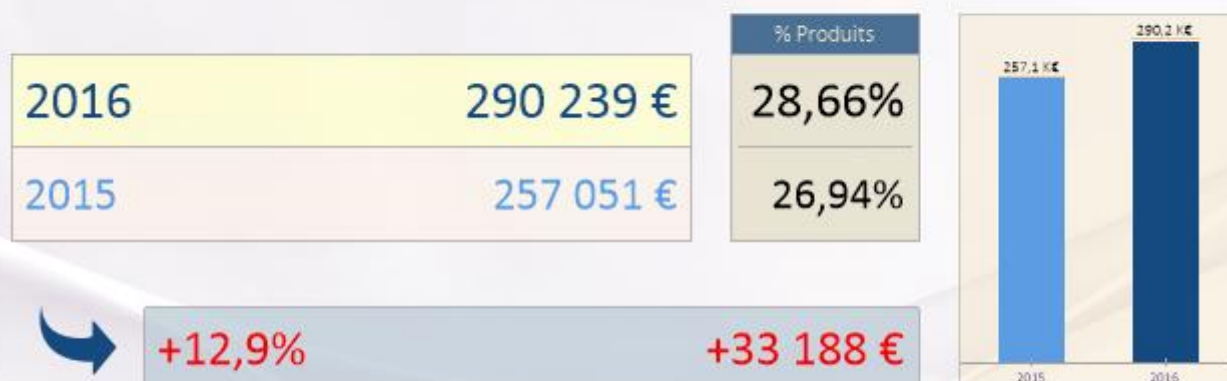 % Produits
2016 290 239 € 28,66%
2015 257 051 € 26,94%
+12,9% +33 188 €
290,2 K€
257,1 K€
2015 2016